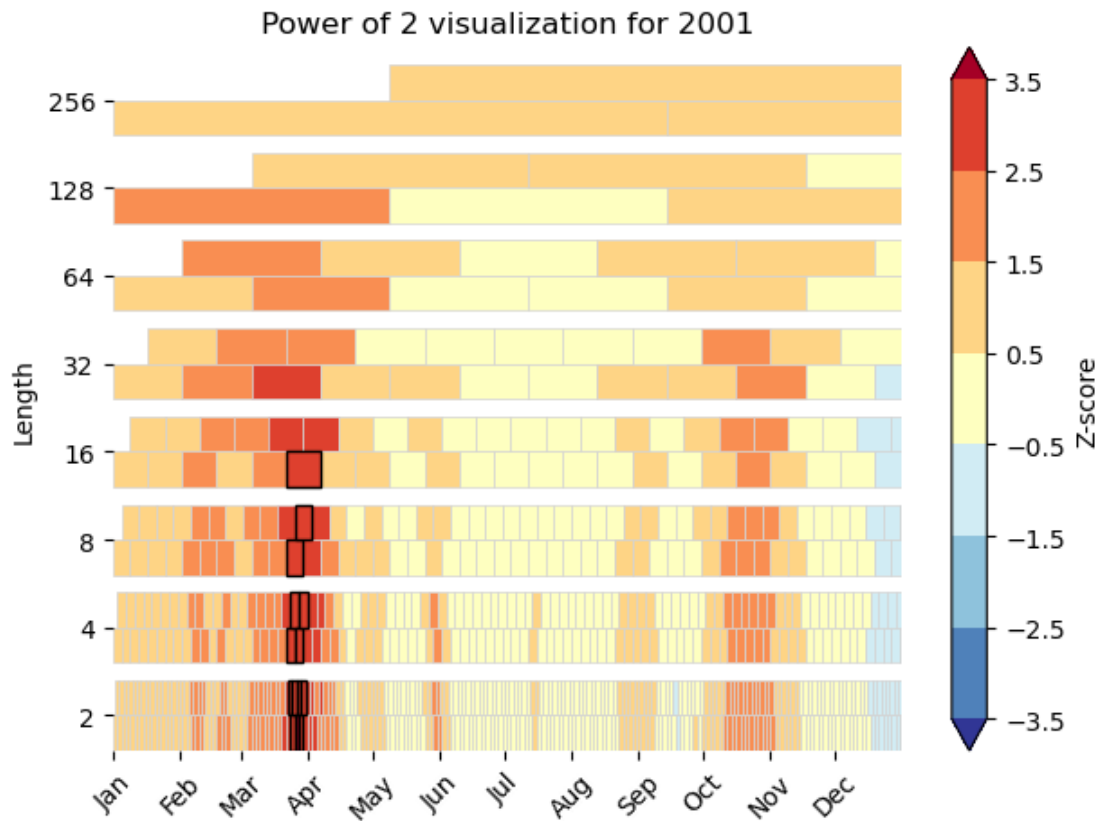 Power of 2 visualization for 2001
Length
256
128
64
32
16
8
4
2
Jan
Feb
Mar
Apr
May
Jun
Jul
Aug
Sep
Oct
Nov
Dec
3.5
2.5
1.5
0.5
−0.5
−1.5
−2.5
−3.5
Z-score